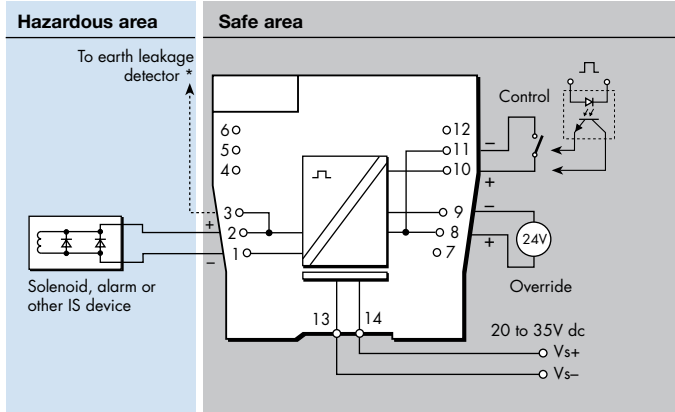 Hazardous area
Safe area
To earth leakage
detector *
Control
6
5
4
3
2
1
+
–
12
11
10
9
8
7
–
+
–
+
24V
Override
Solenoid, alarm or
other IS device
13
14
20 to 35V dc
Vs+
Vs–